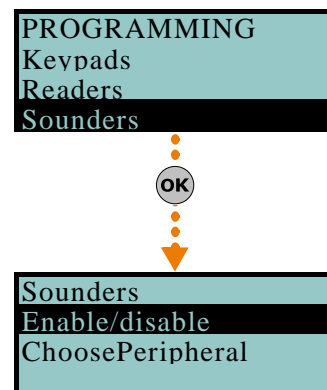 PROGRAMMING
Keypads
Readers
Sounders
OK
Sounders
Enable/disable
ChoosePeripheral